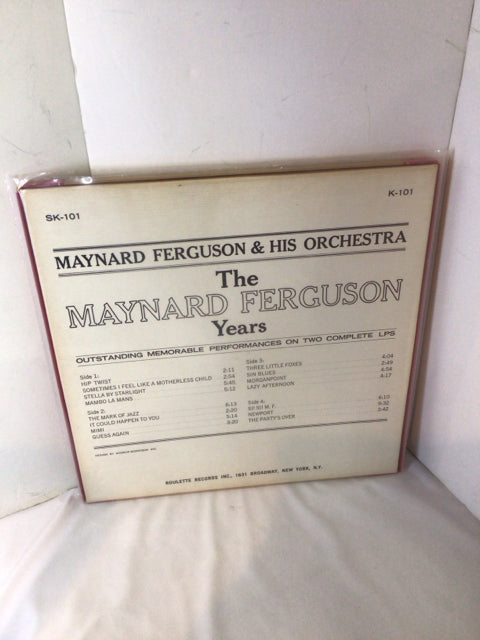 SK-101
K-101
MAYNARD FERGUSON & HIS ORCHESTRA
The
MAYNARD FERGUSON
Years
OUTSTANDING MEMORABLE PERFORMANCES ON TWO COMPLETE LPS
Side 1:
HIP TWIST 2:11
SOMETIMES I FEEL LIKE A MOTHERLESS CHILD 2:54
STELLA BY STARLIGHT 5:45
MAMBO LA MANS 5:12
Side 2:
THE MARK OF JAZZ 6:13
IT COULD HAPPEN TO YOU 2:20
MIMI 3:14
GUESS AGAIN 3:20
Side 3:
THREE LITTLE FOXES 4:04
SIN BLUES 2:49
MORGANPOINT 4:54
LAZY AFTERNOON 4:17
Side 4:
SI! SI! M. F. 6:10
NEWPORT 5:32
THE PARTY'S OVER 5:42
ROULETTE RECORDS INC., 1631 BROADWAY, NEW YORK, N.Y.